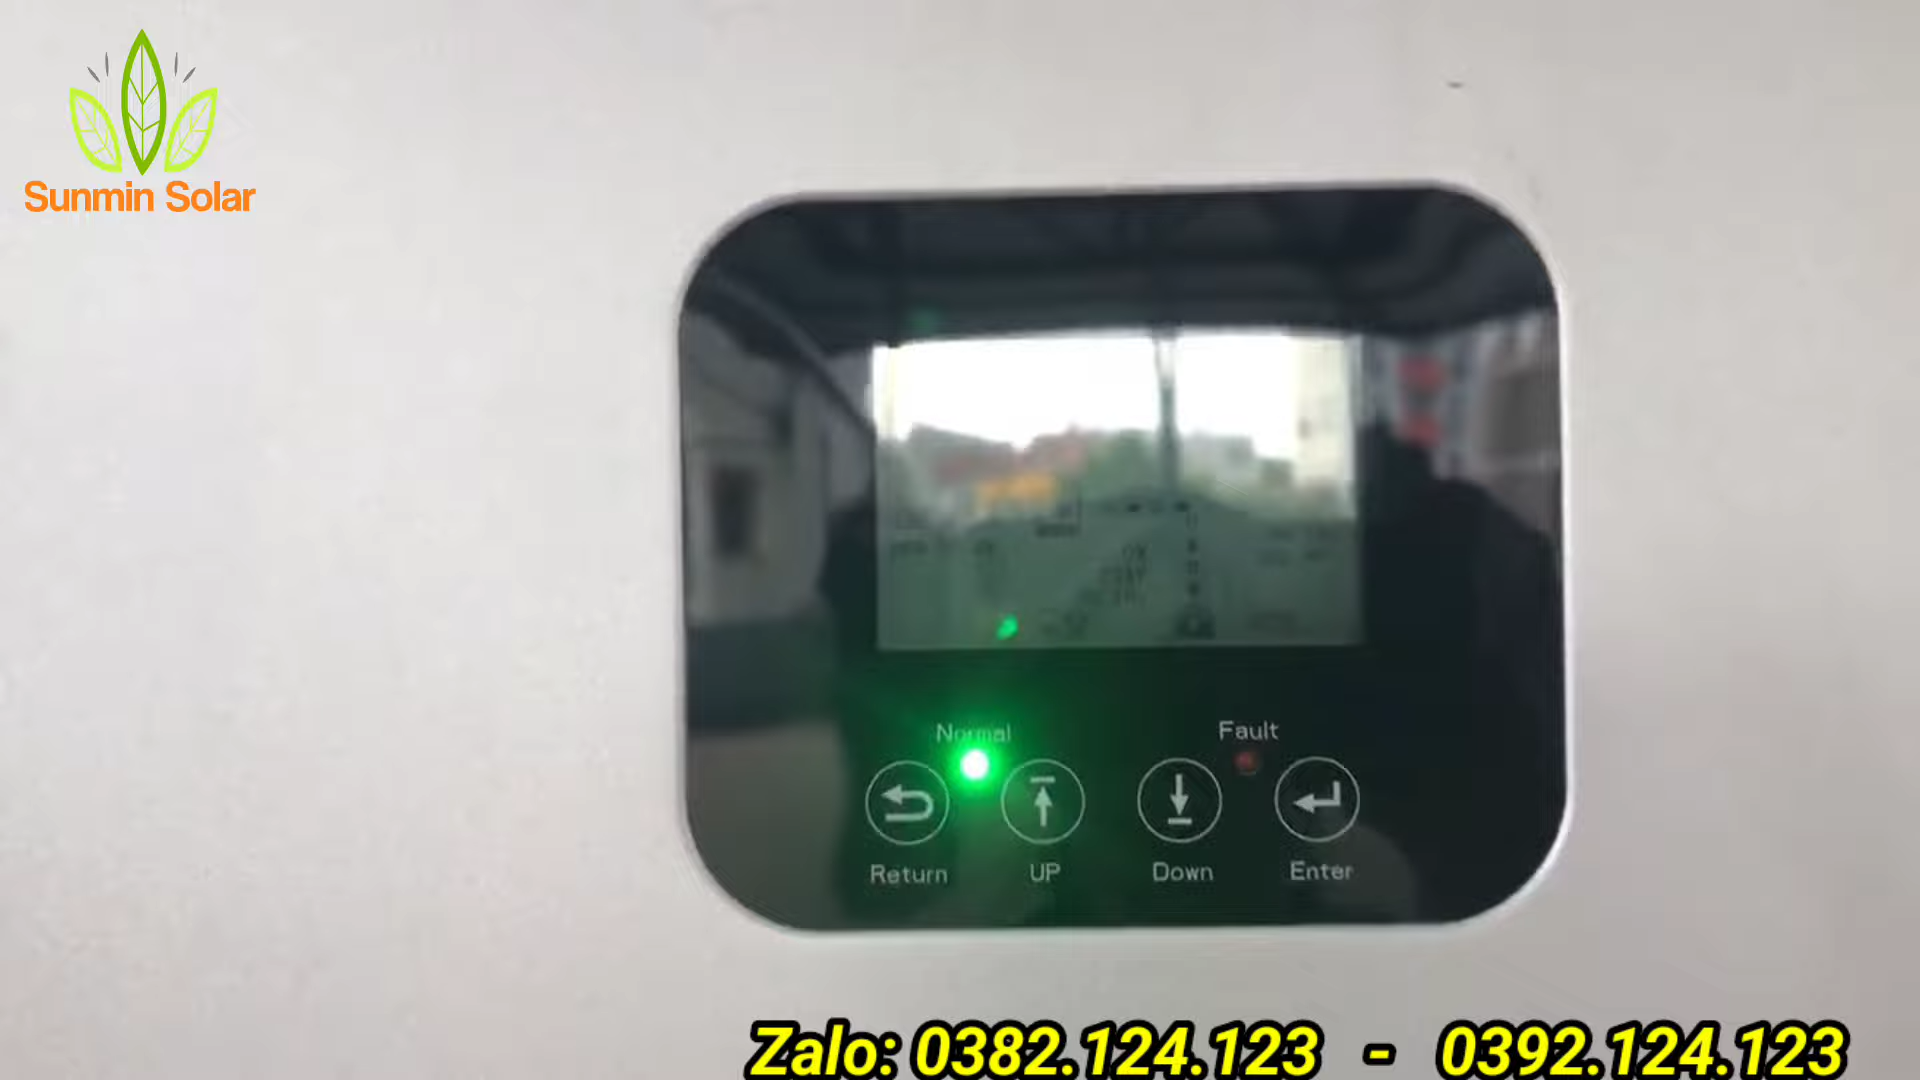 Sunmin Solar
Normal
Fault
Return
UP
Down
Enter
Zalo: 0382.124.123 - 0392.124.123